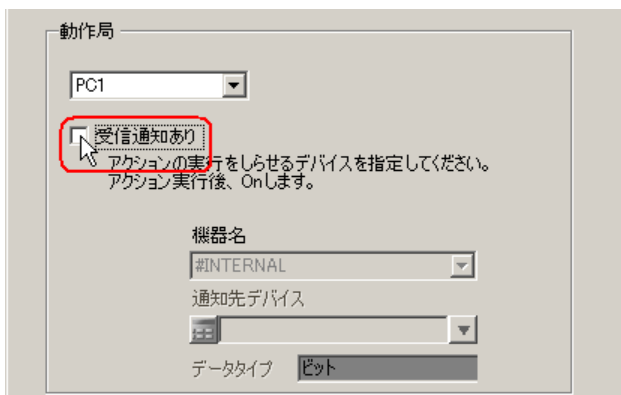 動作局
PC1
受信通知あり
アクションの実行をしらせるデバイスを指定してください。
アクション実行後、Onします。
機器名
#INTERNAL
通知先デバイス
データタイプ ビット